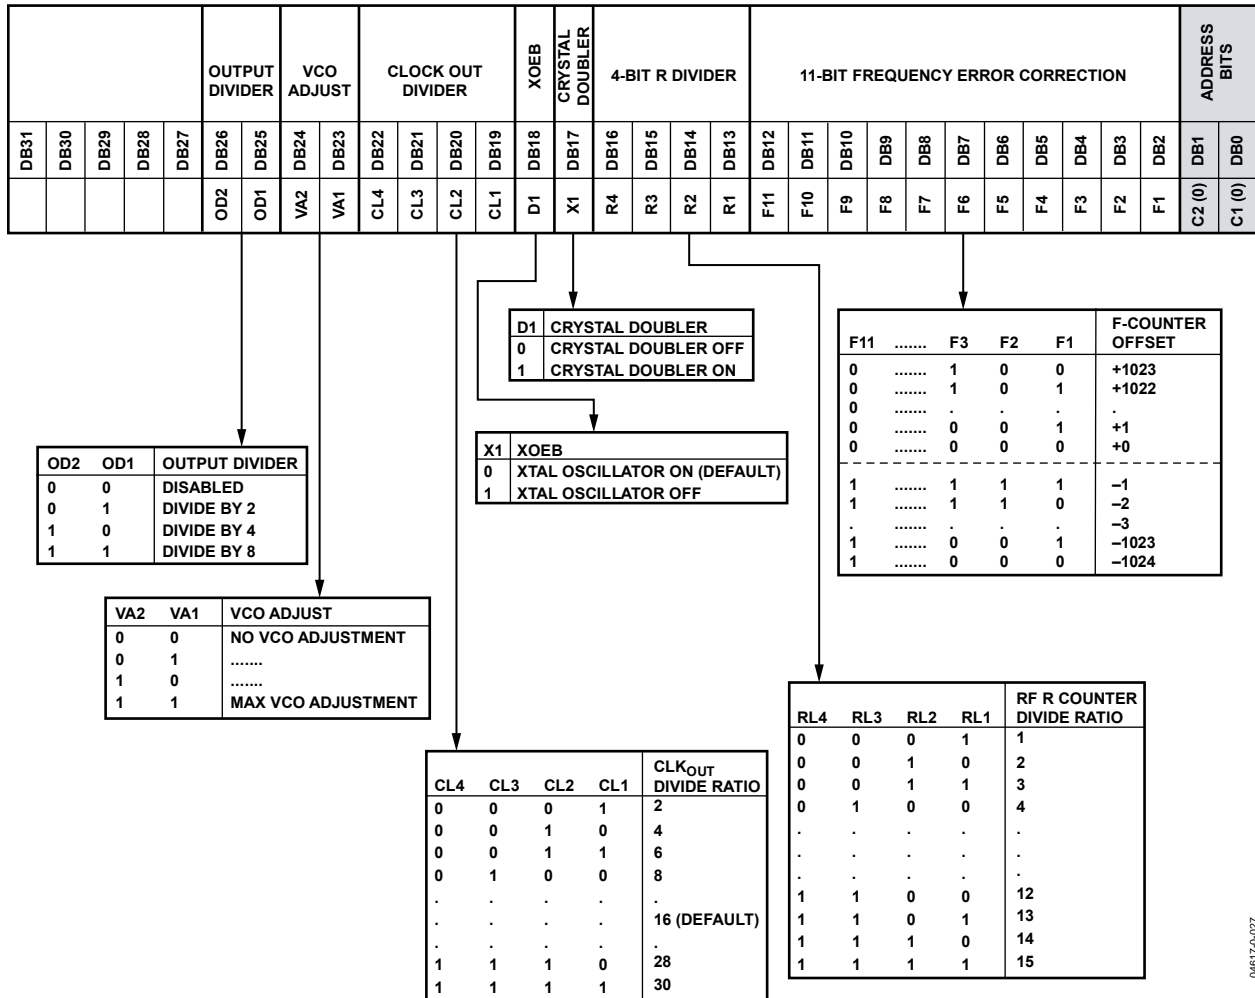 OUTPUT DIVIDER
VCO ADJUST
CLOCK OUT DIVIDER
XOEB
CRYSTAL DOUBLER
4-BIT R DIVIDER
11-BIT FREQUENCY ERROR CORRECTION
ADDRESS BITS
DB31 DB30 DB29 DB28 DB27 DB26 DB25 DB24 DB23 DB22 DB21 DB20 DB19 DB18 DB17 DB16 DB15 DB14 DB13 DB12 DB11 DB10 DB9 DB8 DB7 DB6 DB5 DB4 DB3 DB2 DB1 DB0
OD2 OD1 VA2 VA1 CL4 CL3 CL2 CL1 D1 X1 R4 R3 R2 R1 F11 F10 F9 F8 F7 F6 F5 F4 F3 F2 F1 C2 (0) C1 (0)
D1 CRYSTAL DOUBLER
0 CRYSTAL DOUBLER OFF
1 CRYSTAL DOUBLER ON
F11 ....... F3 F2 F1 F-COUNTER OFFSET
0 ....... 1 0 0 +1023
0 ....... 1 0 1 +1022
0 ....... . . . .
0 ....... 0 0 1 +1
0 ....... 0 0 0 +0
1 ....... 1 1 1 –1
1 ....... 1 1 0 –2
. ....... . . . –3
1 ....... 0 0 1 –1023
1 ....... 0 0 0 –1024
X1 XOEB
0 XTAL OSCILLATOR ON (DEFAULT)
1 XTAL OSCILLATOR OFF
OD2 OD1 OUTPUT DIVIDER
0 0 DISABLED
0 1 DIVIDE BY 2
1 0 DIVIDE BY 4
1 1 DIVIDE BY 8
VA2 VA1 VCO ADJUST
0 0 NO VCO ADJUSTMENT
0 1 .......
1 0 .......
1 1 MAX VCO ADJUSTMENT
RL4 RL3 RL2 RL1 RF R COUNTER DIVIDE RATIO
0 0 0 1 1
0 0 1 0 2
0 0 1 1 3
0 1 0 0 4
. . . . .
. . . . .
. . . . .
1 1 0 0 12
1 1 0 1 13
1 1 1 0 14
1 1 1 1 15
CL4 CL3 CL2 CL1 CLKOUT DIVIDE RATIO
0 0 0 1 2
0 0 1 0 4
0 0 1 1 6
0 1 0 0 8
. . . . .
. . . . 16 (DEFAULT)
. . . . .
1 1 1 0 28
1 1 1 1 30
04617-0-027